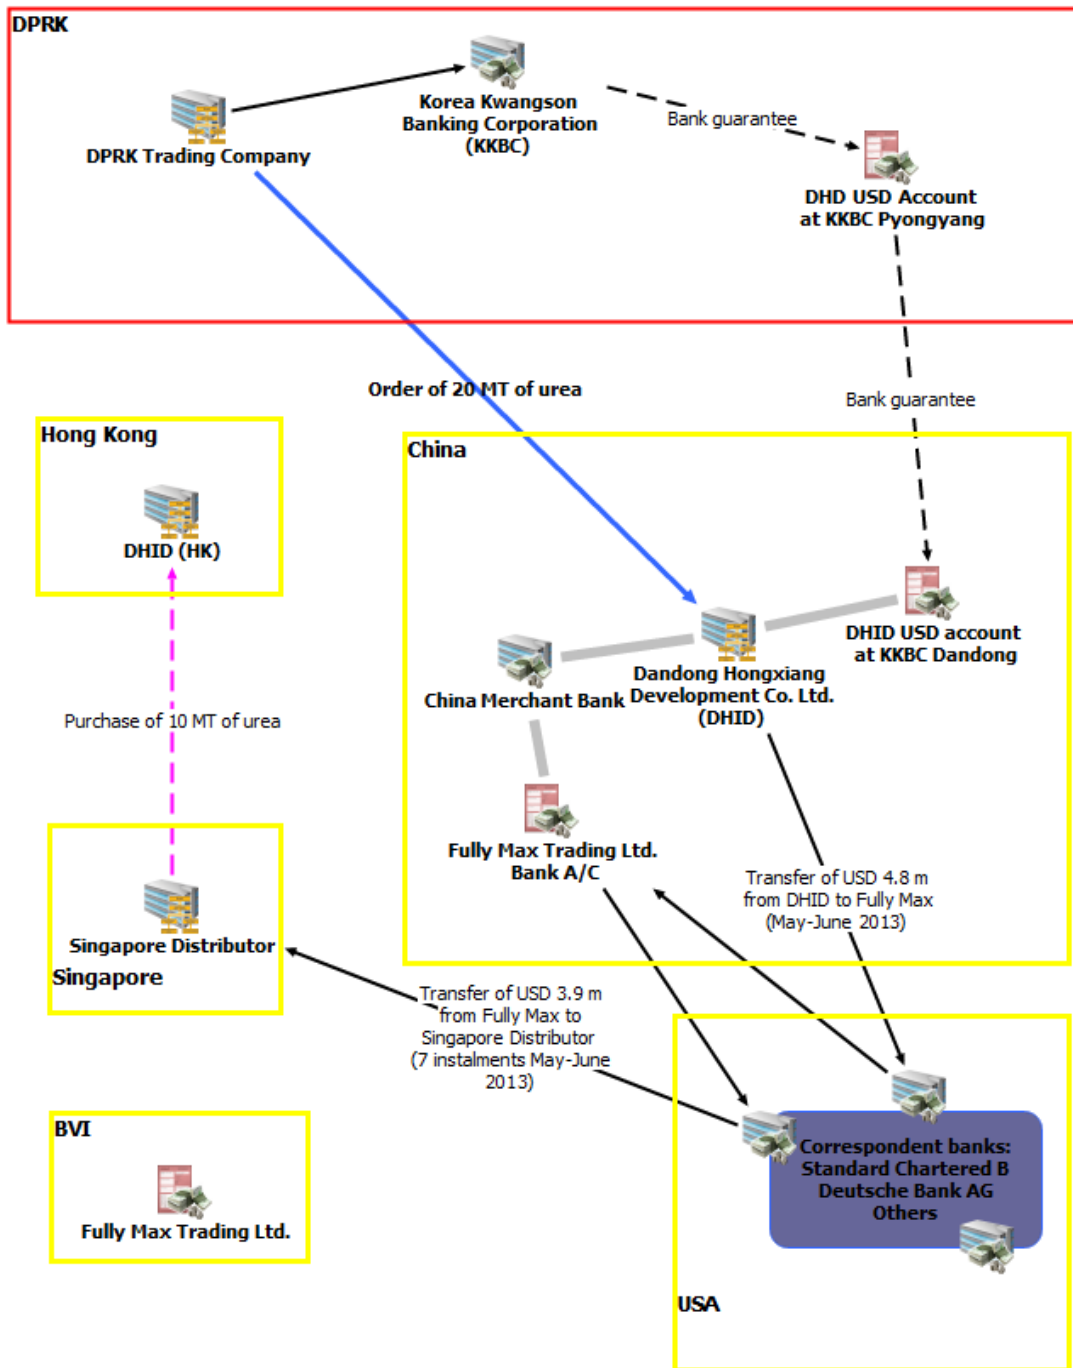 DPRK
Korea Kwangson
Banking Corporation
(KKBC)
Bank guarantee
DPRK Trading Company
DHD USD Account
at KKBC Pyongyang
Order of 20 MT of urea
Bank guarantee
Hong Kong
DHID (HK)
China
DHID USD account
at KKBC Dandong
Dandong Hongxiang
Development Co. Ltd.
(DHID)
China Merchant Bank
Purchase of 10 MT of urea
Fully Max Trading Ltd.
Bank A/C
Transfer of USD 4.8 m
from DHID to Fully Max
(May-June 2013)
Singapore Distributor
Singapore
Transfer of USD 3.9 m
from Fully Max to
Singapore Distributor
(7 instalments May-June
2013)
BVI
Fully Max Trading Ltd.
Correspondent banks:
Standard Chartered B
Deutsche Bank AG
Others
USA